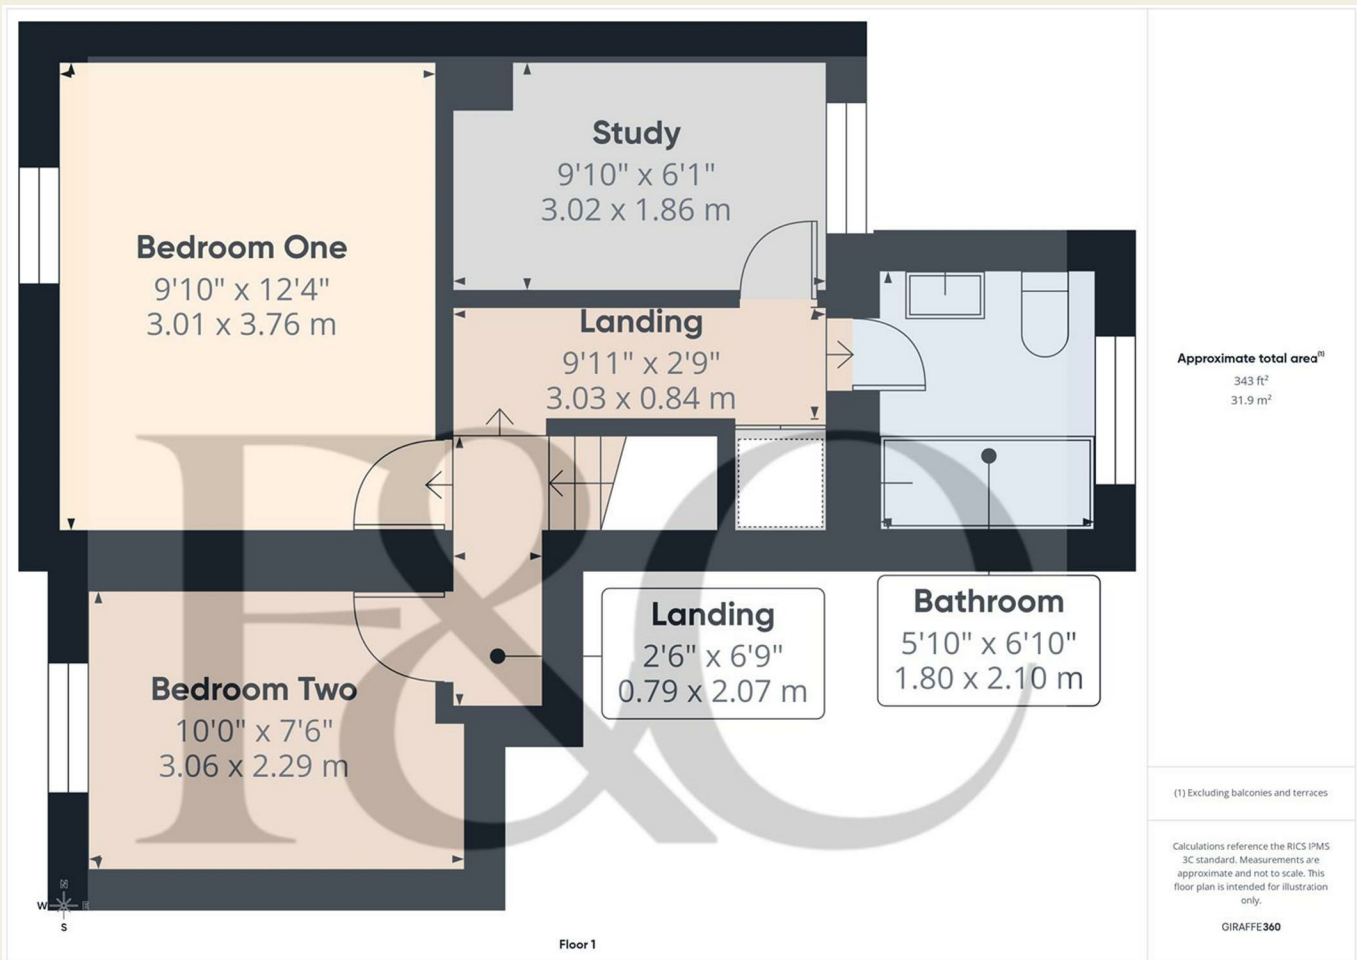 Study
9'10" x 6'1"
3.02 x 1.86 m
Bedroom One
9'10" x 12'4"
3.01 x 3.76 m
Landing
9'11" x 2'9"
3.03 x 0.84 m
Landing
2'6" x 6'9"
0.79 x 2.07 m
Bathroom
5'10" x 6'10"
1.80 x 2.10 m
Bedroom Two
10'0" x 7'6"
3.06 x 2.29 m
F&C
N
W E
S
Floor 1
Approximate total area(1)
343 ft²
31.9 m²
(1) Excluding balconies and terraces
Calculations reference the RICS IPMS
3C standard. Measurements are
approximate and not to scale. This
floor plan is intended for illustration
only.
GIRAFFE360